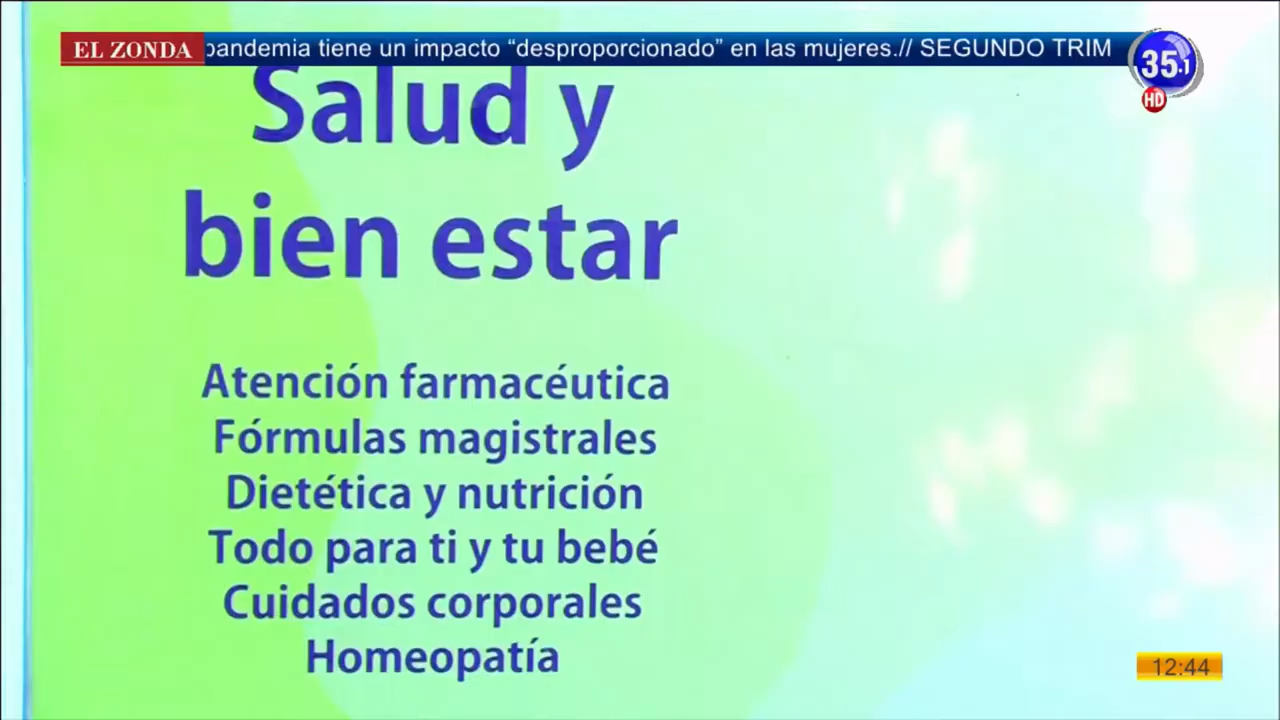 EL ZONDA
pandemia tiene un impacto “desproporcionado” en las mujeres.// SEGUNDO TRIM
35.1
HD
Salud y
bien estar
Atención farmacéutica
Fórmulas magistrales
Dietética y nutrición
Todo para ti y tu bebé
Cuidados corporales
Homeopatía
12:44